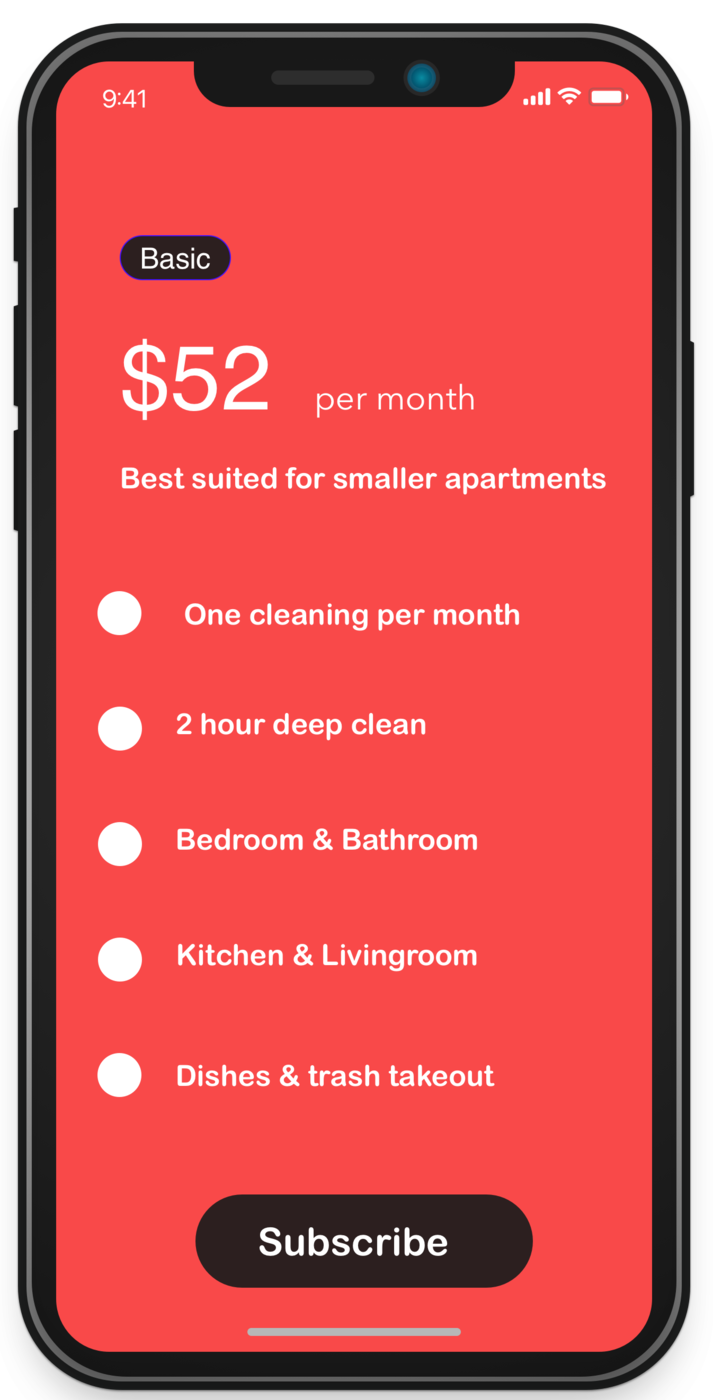 9:41
Basic
$52 per month
Best suited for smaller apartments
One cleaning per month
2 hour deep clean
Bedroom & Bathroom
Kitchen & Livingroom
Dishes & trash takeout
Subscribe